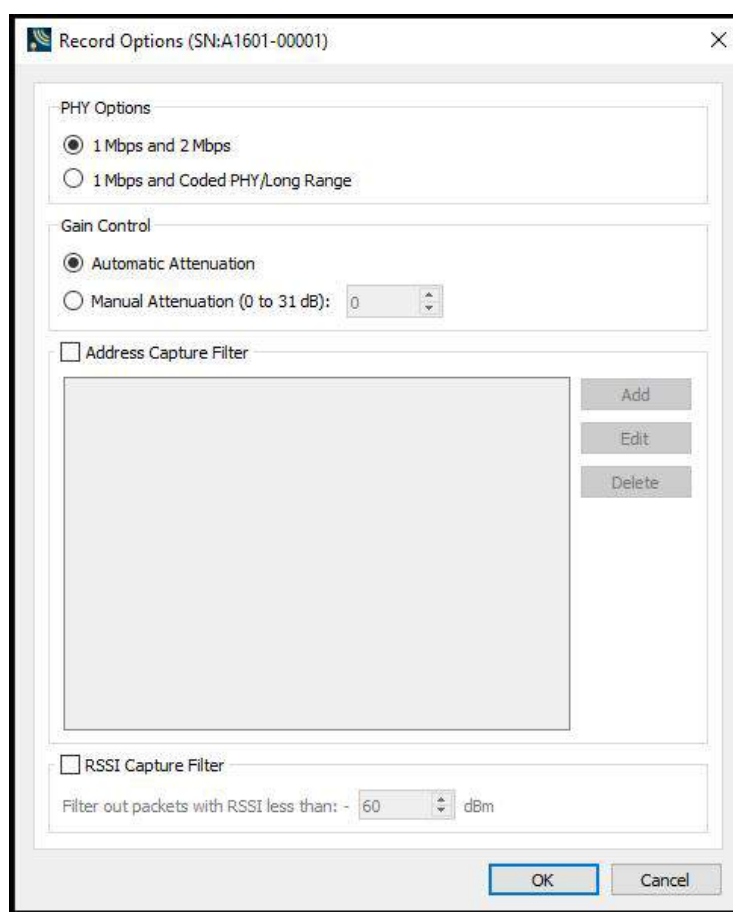 Record Options (SN:A1601-00001)
PHY Options
1 Mbps and 2 Mbps
1 Mbps and Coded PHY/Long Range
Gain Control
Automatic Attenuation
Manual Attenuation (0 to 31 dB): 0
Address Capture Filter
Add
Edit
Delete
RSSI Capture Filter
Filter out packets with RSSI less than: - 60 dBm
OK Cancel